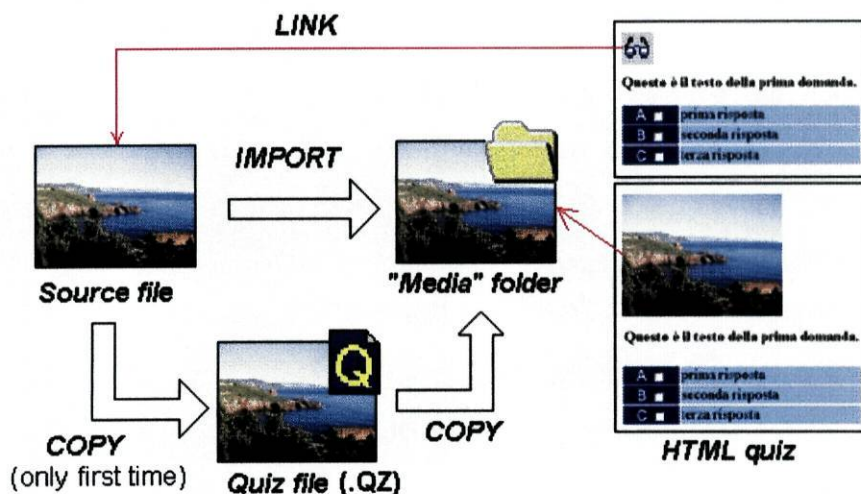 LINK
Questo è il testo della prima domanda.
A prima risposta
B seconda risposta
C terza risposta
IMPORT
Source file
"Media" folder
Questo è il testo della prima domanda.
A prima risposta
B seconda risposta
C terza risposta
HTML quiz
Q
COPY
(only first time)
COPY
Quiz file (.QZ)